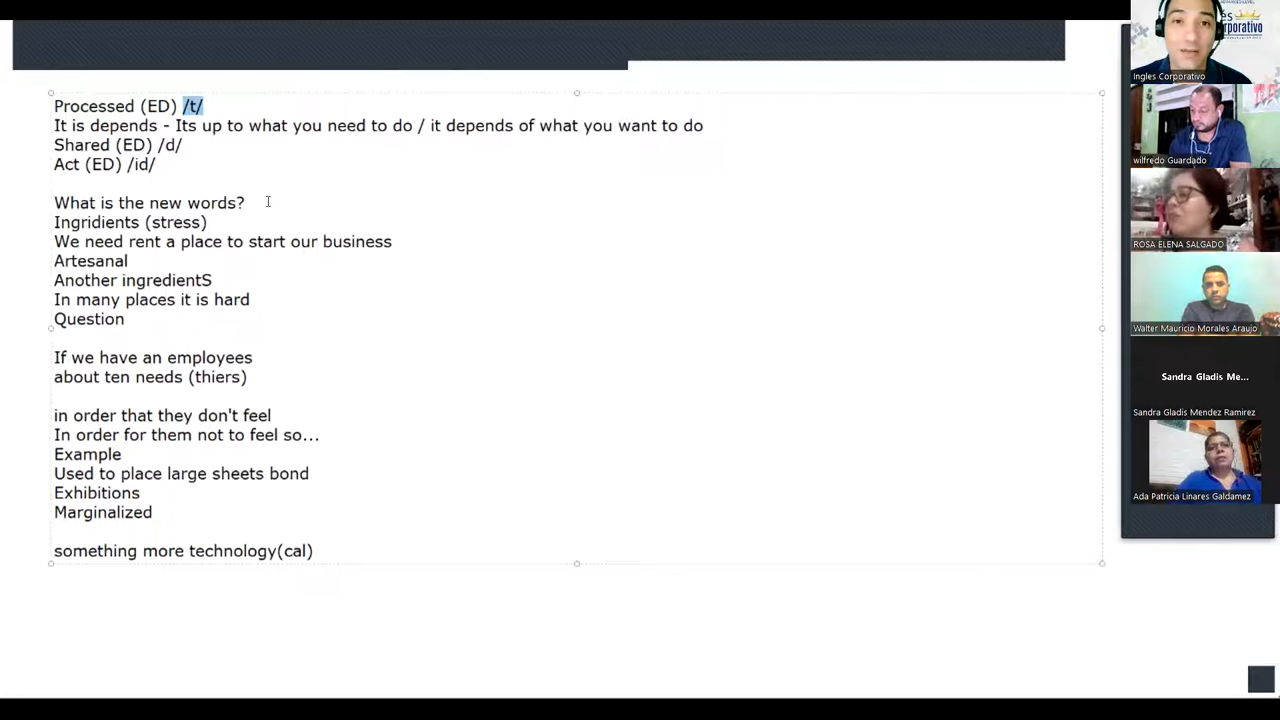 Processed (ED) /t/
It is depends - Its up to what you need to do / it depends of what you want to do
Shared (ED) /d/
Act (ED) /id/
What is the new words?
Ingridients (stress)
We need rent a place to start our business
Artesanal
Another ingredientS
In many places it is hard
Question
If we have an employees
about ten needs (thiers)
in order that they don't feel
In order for them not to feel so...
Example
Used to place large sheets bond
Exhibitions
Marginalized
something more technology(cal)
Ingles Corporativo
wilfredo Guardado
ROSA ELENA SALGADO
Walter Mauricio Morales Araujo
Sandra Gladis Me...
Sandra Gladis Mendez Ramirez
Ada Patricia Linares Galdamez